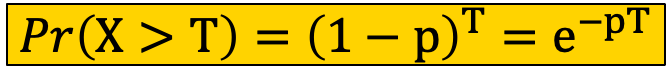 Pr(X > T) = (1 − p)ᵀ = e⁻ᵖᵀ